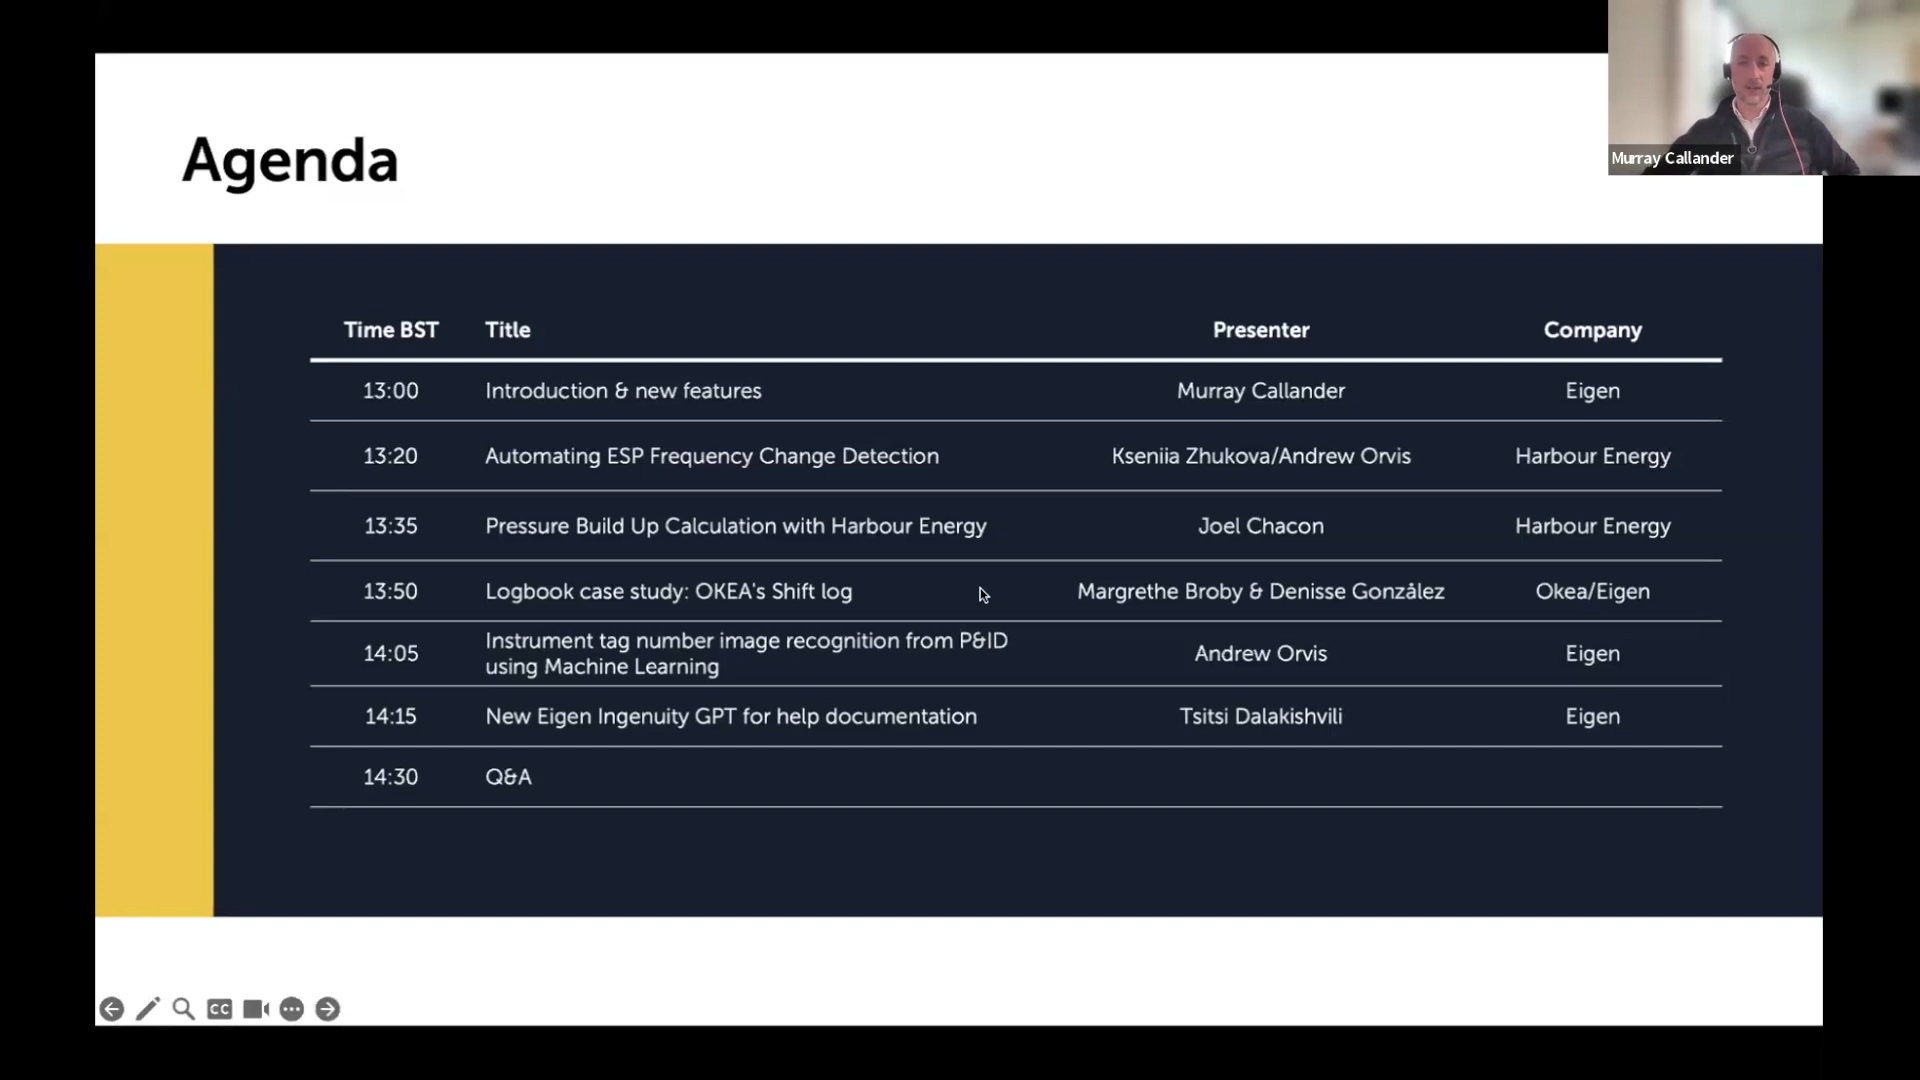 Murray Callander
Agenda
Time BST Title Presenter Company
13:00 Introduction & new features Murray Callander Eigen
13:20 Automating ESP Frequency Change Detection Kseniia Zhukova/Andrew Orvis Harbour Energy
13:35 Pressure Build Up Calculation with Harbour Energy Joel Chacon Harbour Energy
13:50 Logbook case study: OKEA's Shift log Margrethe Broby & Denisse González Okea/Eigen
14:05 Instrument tag number image recognition from P&ID
using Machine Learning Andrew Orvis Eigen
14:15 New Eigen Ingenuity GPT for help documentation Tsitsi Dalakishvili Eigen
14:30 Q&A
CC